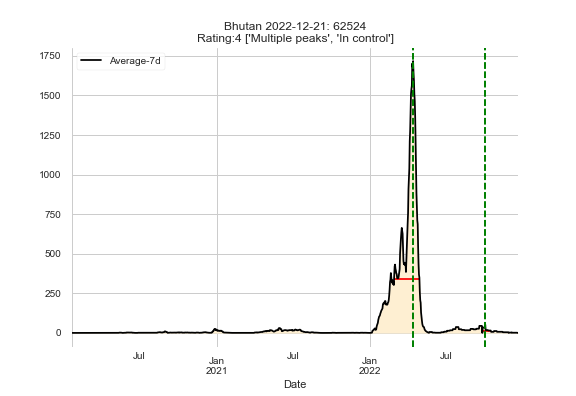 Bhutan 2022-12-21: 62524
Rating:4 ['Multiple peaks', 'In control']
Average-7d
1750
1500
1250
1000
750
500
250
0
Jul
Jan
2021
Jul
Jan
2022
Jul
Date